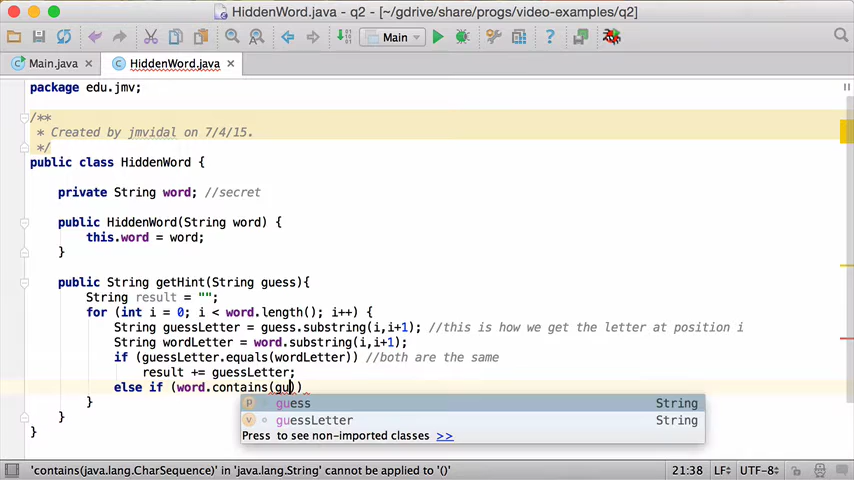 HiddenWord.java - q2 - [~/gdrive/share/progs/video-examples/q2]
Main
Main.java
HiddenWord.java
package edu.jmv;
/**
* Created by jmvidal on 7/4/15.
*/
public class HiddenWord {
private String word; //secret
public HiddenWord(String word) {
this.word = word;
}
public String getHint(String guess){
String result = "";
for (int i = 0; i < word.length(); i++) {
String guessLetter = guess.substring(i,i+1); //this is how we get the letter at position i
String wordLetter = word.substring(i,i+1);
if (guessLetter.equals(wordLetter)) //both are the same
result += guessLetter;
else if (word.contains(gu))
}
}
}
p guess String
v guessLetter String
Press to see non-imported classes >>
'contains(java.lang.CharSequence)' in 'java.lang.String' cannot be applied to '()'
21:38 LF UTF-8